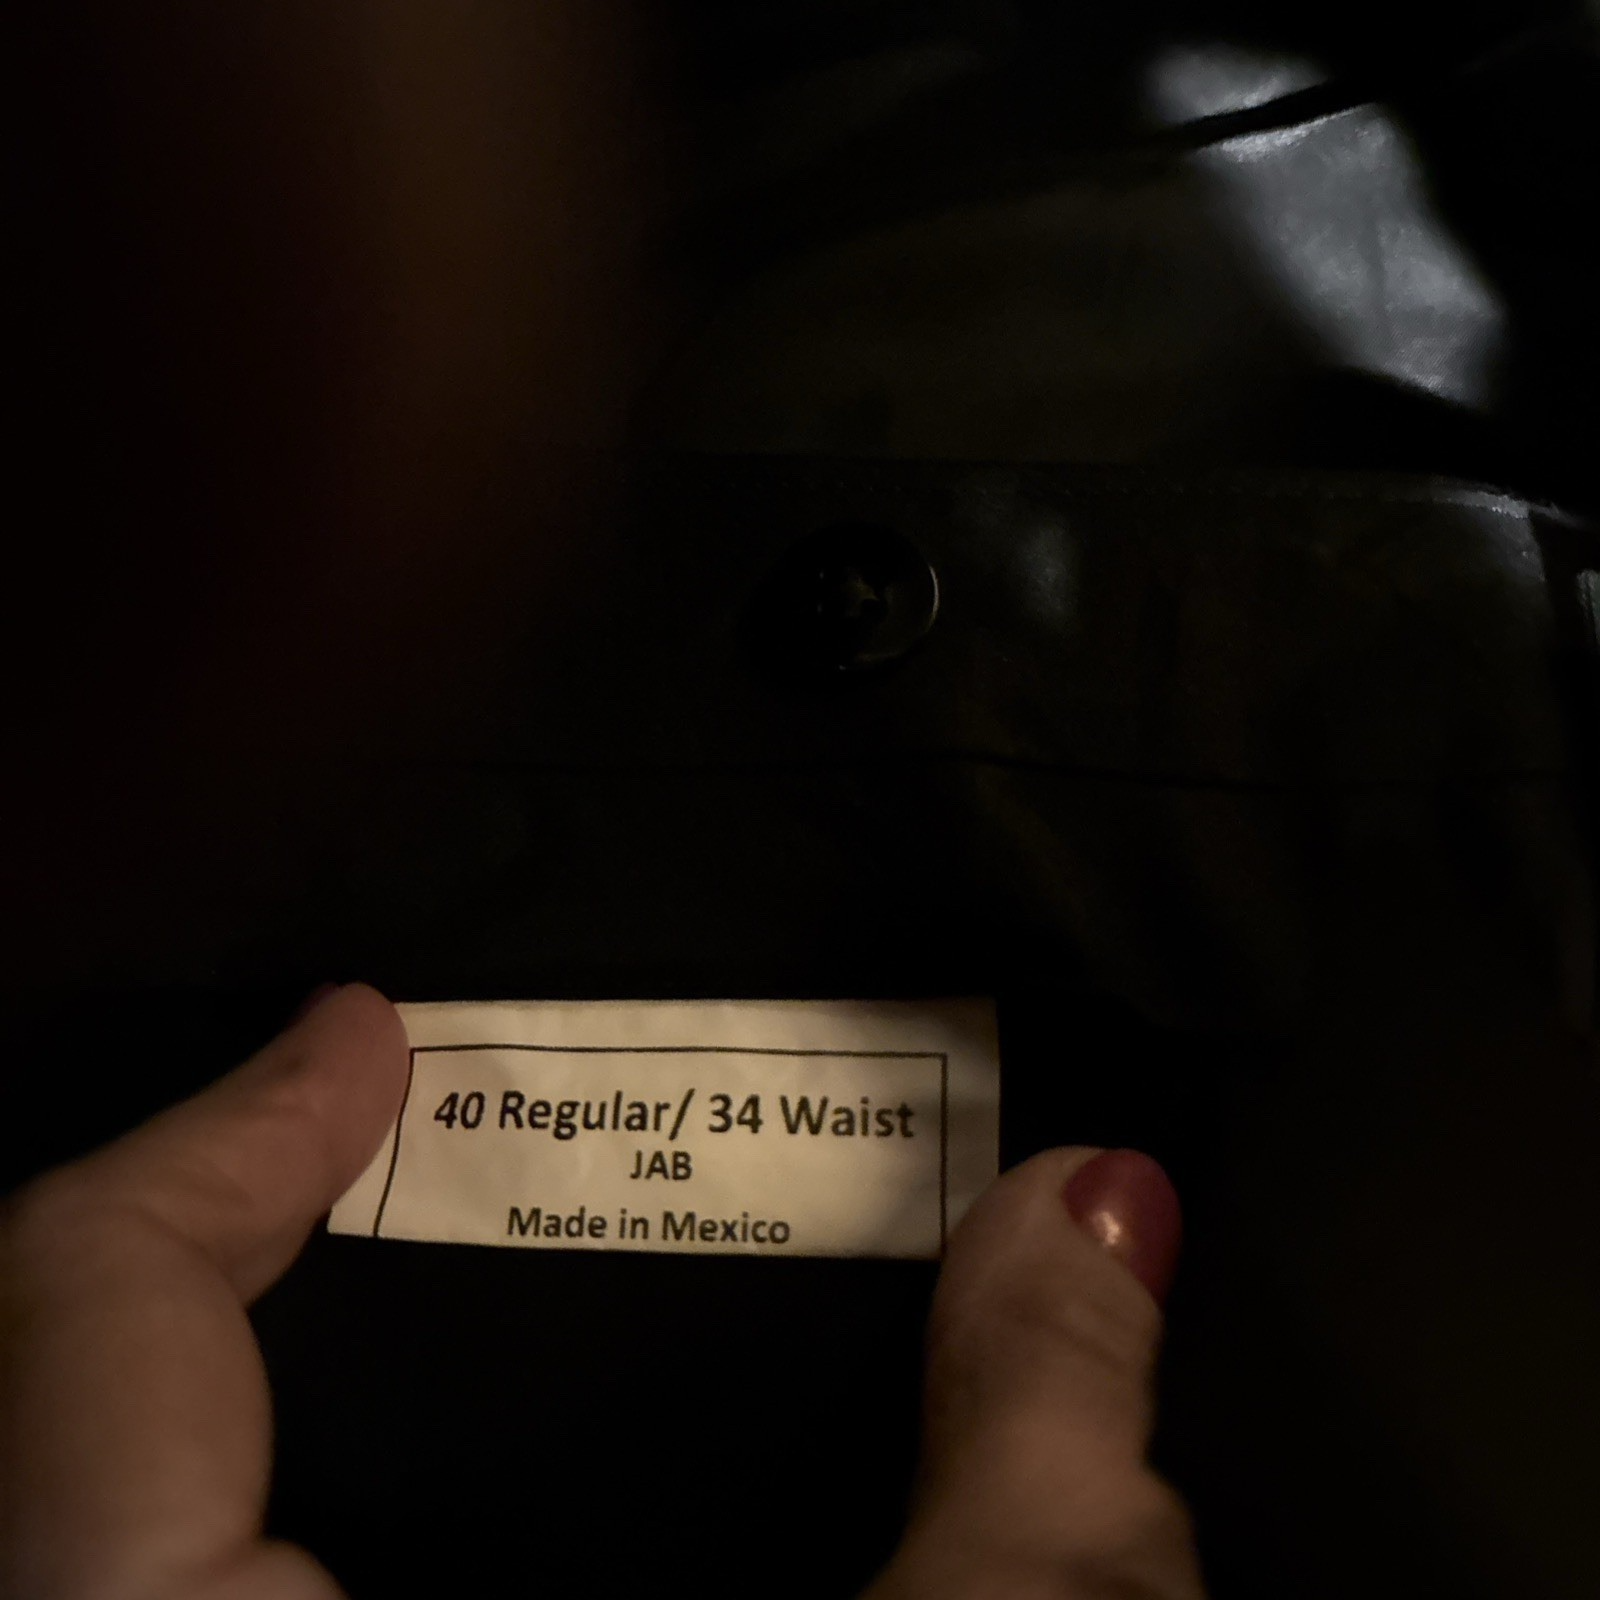 40 Regular/ 34 Waist
JAB
Made in Mexico